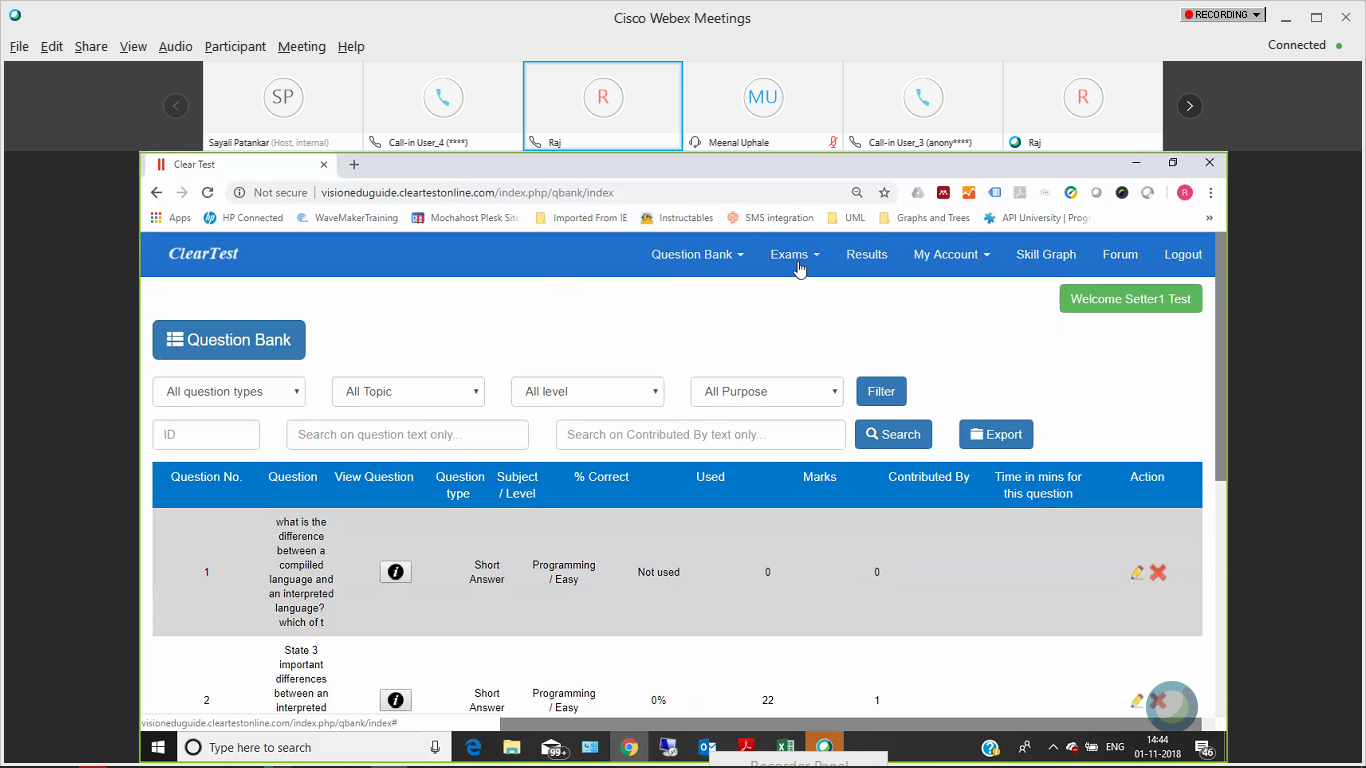 Cisco Webex Meetings
RECORDING
File Edit Share View Audio Participant Meeting Help
Connected
SP
R
MU
R
Sayali Patankar (Host, internal)
Call-in User_4 (****)
Raj
Meenal Uphale
Call-in User_3 (anony****)
Raj
Clear Test
Not secure | visioneduguide.cleartestonline.com/index.php/qbank/index
R
Apps HP Connected WaveMakerTraining Mochahost Plesk Site Imported From IE Instructables SMS integration UML Graphs and Trees API University | Prog
ClearTest
Question Bank Exams Results My Account Skill Graph Forum Logout
Welcome Setter1 Test
Question Bank
All question types All Topic All level All Purpose Filter
ID Search on question text only... Search on Contributed By text only... Search Export
Question No. Question View Question Question type Subject / Level % Correct Used Marks Contributed By Time in mins for this question Action
1
what is the
difference
between a
compilled
language and
an interpreted
language?
which of t
Short
Answer
Programming
/ Easy
Not used
0
0
2
State 3
important
differences
between an
interpreted
Short
Answer
Programming
/ Easy
0%
22
1
visioneduguide.cleartestonline.com/index.php/qbank/index#
Type here to search
99+
ENG
14:44
01-11-2018
46
Recorder Panel